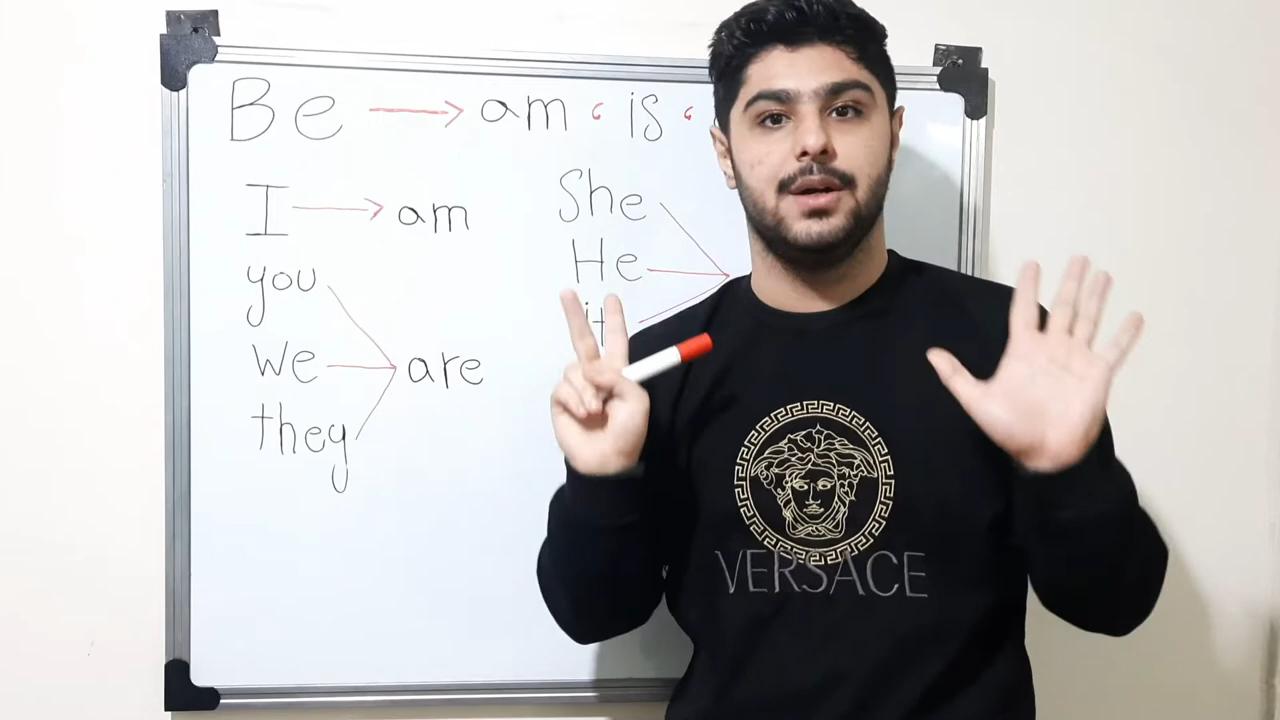 Be → am ، is ،
I → am
you
we
they
are
She
He
it
VERSACE